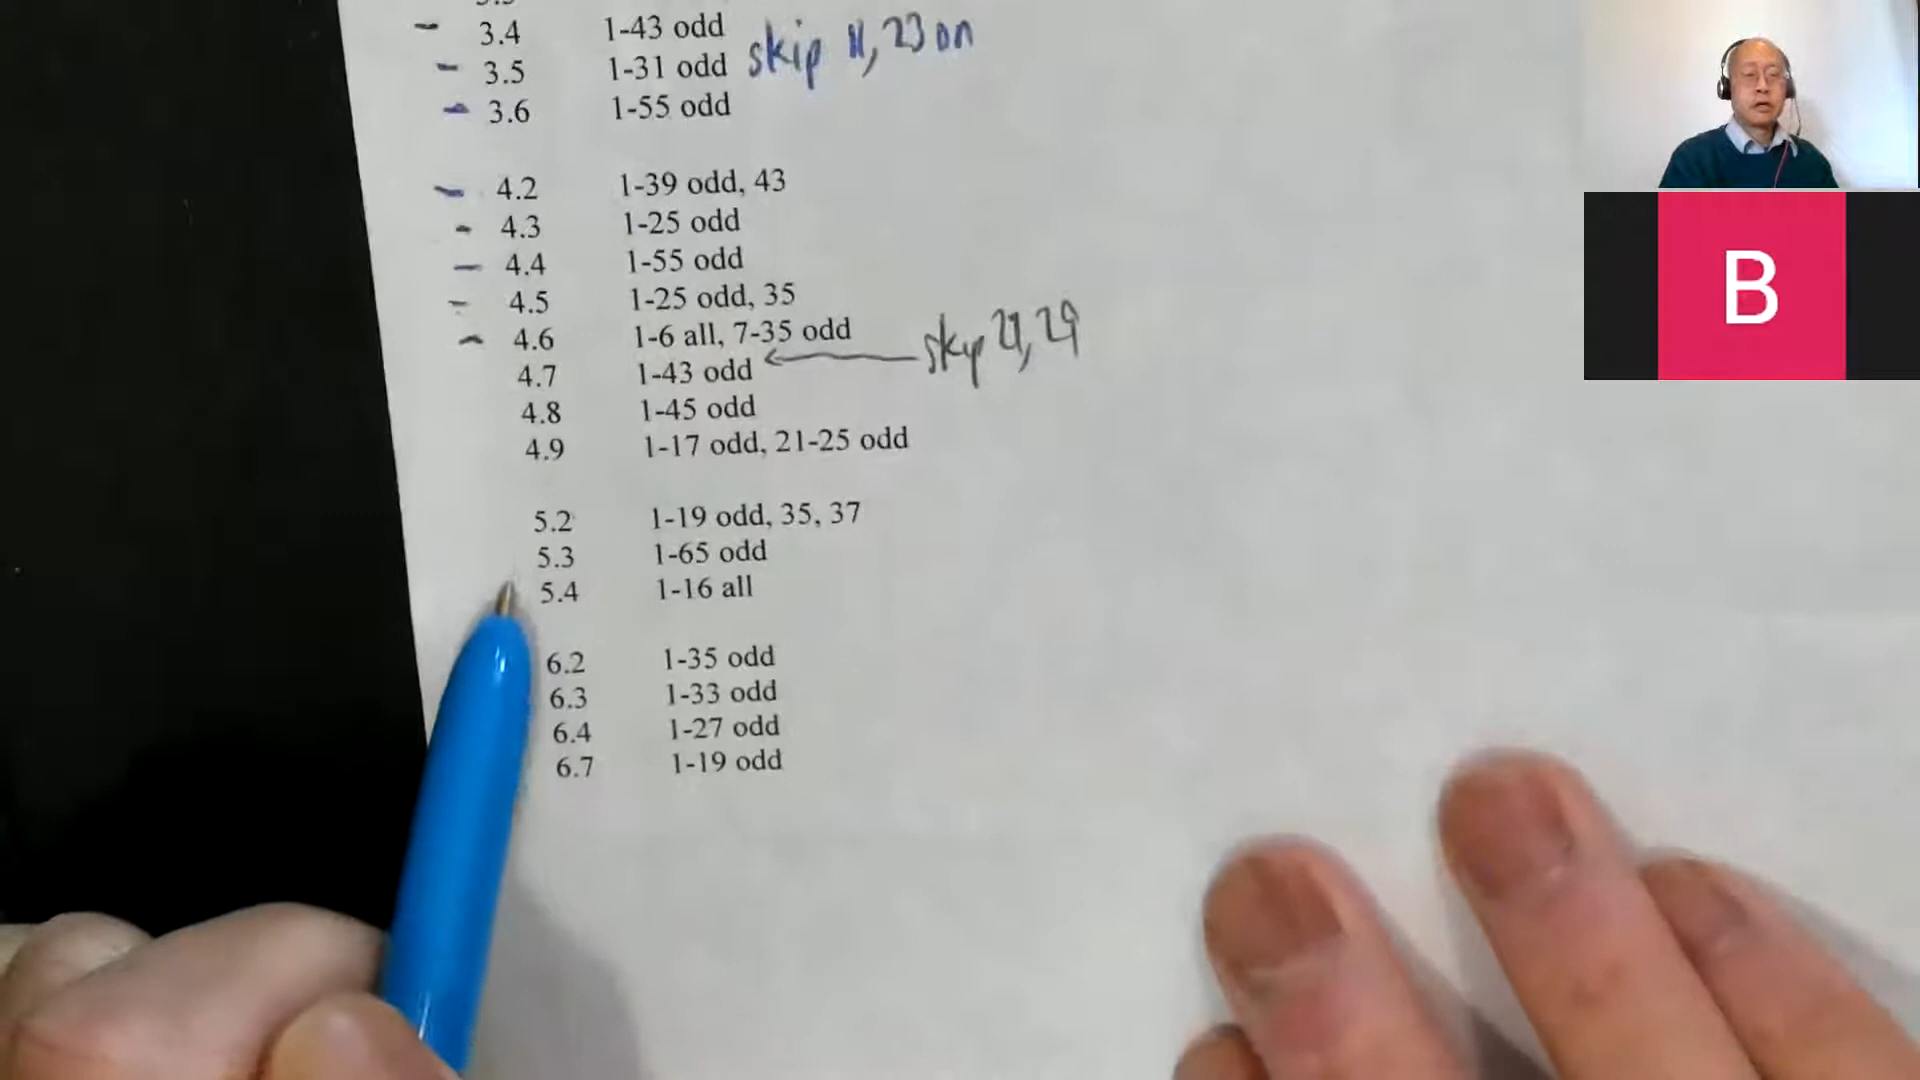 3.4 1-43 odd
3.5 1-31 odd skip 11, 23 on
3.6 1-55 odd
4.2 1-39 odd, 43
4.3 1-25 odd
4.4 1-55 odd
4.5 1-25 odd, 35
4.6 1-6 all, 7-35 odd
4.7 1-43 odd skip 29
4.8 1-45 odd
4.9 1-17 odd, 21-25 odd
5.2 1-19 odd, 35, 37
5.3 1-65 odd
5.4 1-16 all
6.2 1-35 odd
6.3 1-33 odd
6.4 1-27 odd
6.7 1-19 odd
B